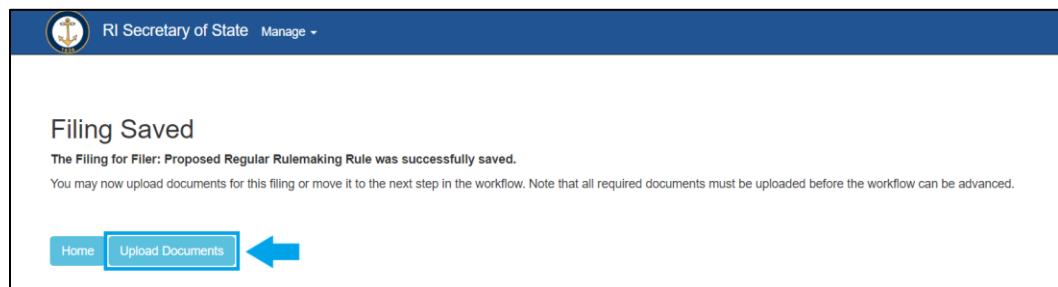 RI Secretary of State Manage
Filing Saved
The Filing for Filer: Proposed Regular Rulemaking Rule was successfully saved.
You may now upload documents for this filing or move it to the next step in the workflow. Note that all required documents must be uploaded before the workflow can be advanced.
Home Upload Documents